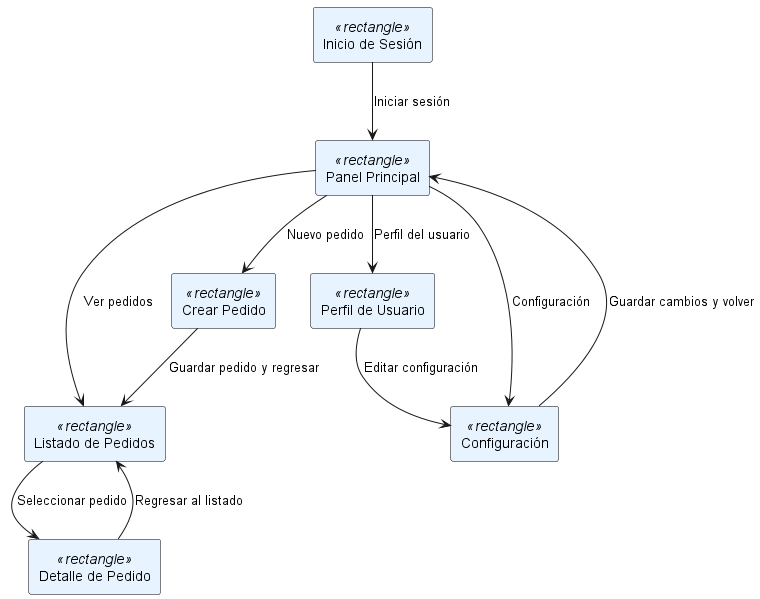 «rectangle»
Inicio de Sesión
Iniciar sesión
«rectangle»
Panel Principal
Nuevo pedido
Perfil del usuario
Ver pedidos
«rectangle»
Crear Pedido
«rectangle»
Perfil de Usuario
Configuración
Guardar cambios y volver
Guardar pedido y regresar
Editar configuración
«rectangle»
Listado de Pedidos
«rectangle»
Configuración
Seleccionar pedido
Regresar al listado
«rectangle»
Detalle de Pedido